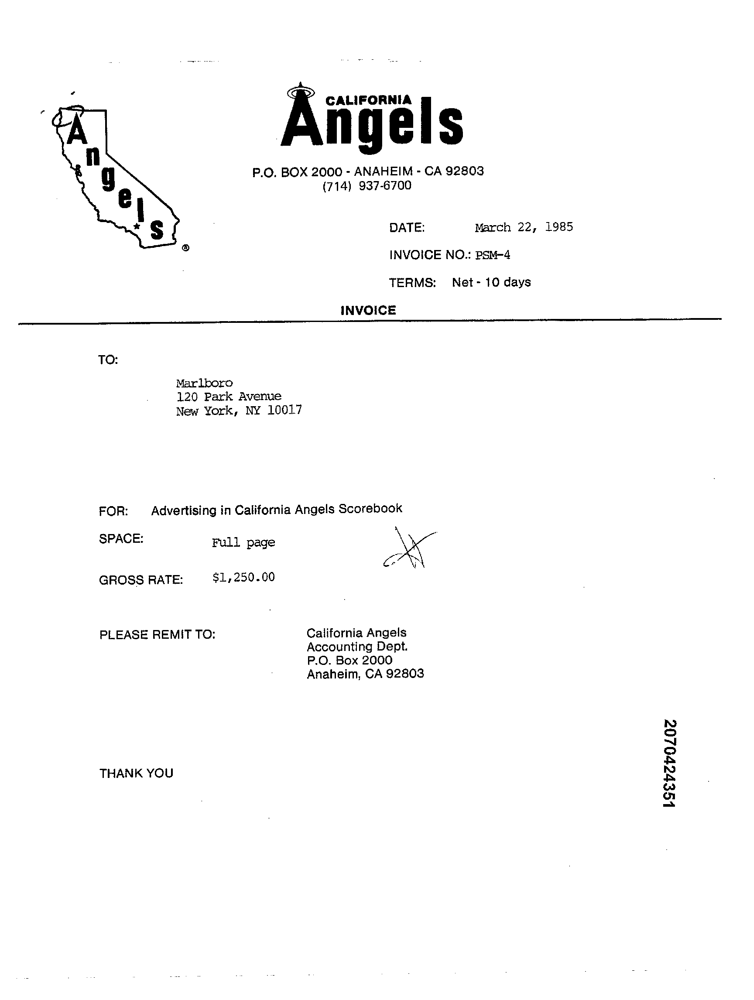 Angels
®
CALIFORNIA
Angels
P.O. BOX 2000 - ANAHEIM - CA 92803
(714) 937-6700
DATE: March 22, 1985
INVOICE NO.: PSM-4
TERMS: Net - 10 days
INVOICE
TO:
Marlboro
120 Park Avenue
New York, NY 10017
FOR: Advertising in California Angels Scorebook
SPACE: Full page
GROSS RATE: $1,250.00
PLEASE REMIT TO: California Angels
Accounting Dept.
P.O. Box 2000
Anaheim, CA 92803
THANK YOU
2070424351